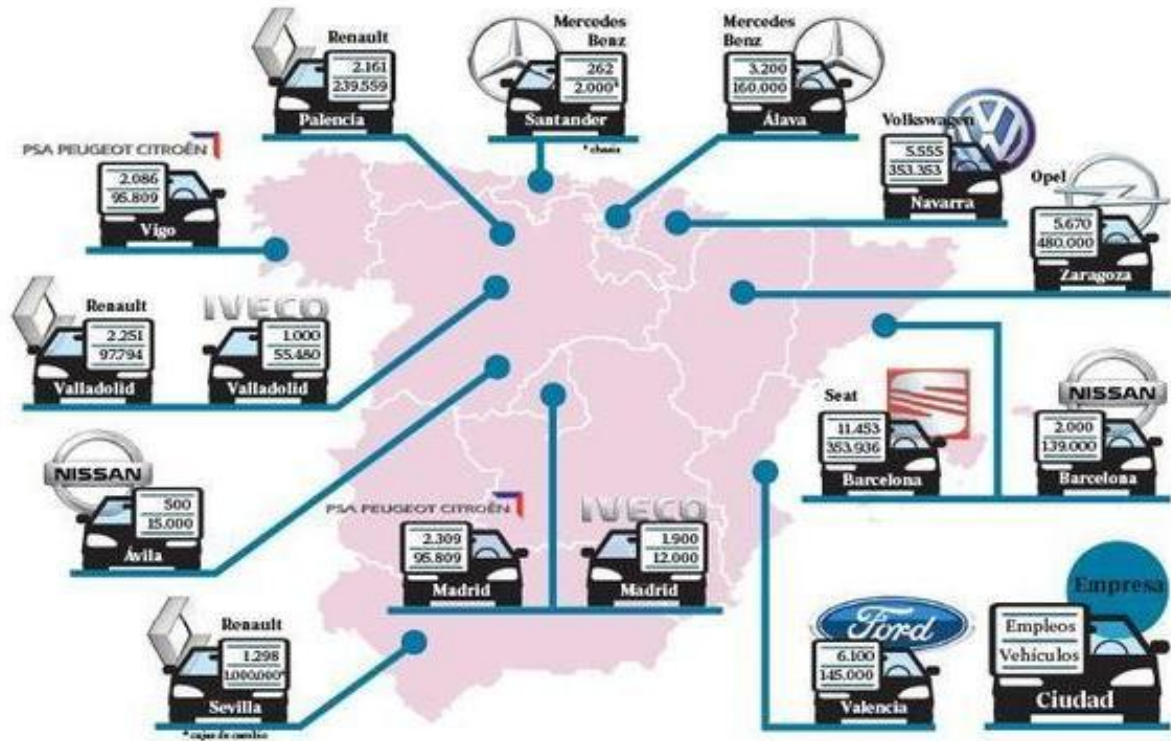 Renault
2.161
239.559
Palencia
Mercedes
Benz
262
2.000*
Santander
* chasis
Mercedes
Benz
3.200
160.000
Álava
Volkswagen
5.555
353.353
Navarra
Opel
5.670
480.000
Zaragoza
PSA PEUGEOT CITROËN
2.086
95.809
Vigo
Renault
2.251
97.794
Valladolid
IVECO
1.000
55.480
Valladolid
Seat
11.453
353.936
Barcelona
NISSAN
2.000
139.000
Barcelona
NISSAN
500
15.000
Ávila
PSA PEUGEOT CITROËN
2.309
95.809
Madrid
IVECO
1.900
12.000
Madrid
Renault
1.298
1.000.000*
Sevilla
* cajas de cambio
Ford
6.100
145.000
Valencia
Empresa
Empleos
Vehículos
Ciudad